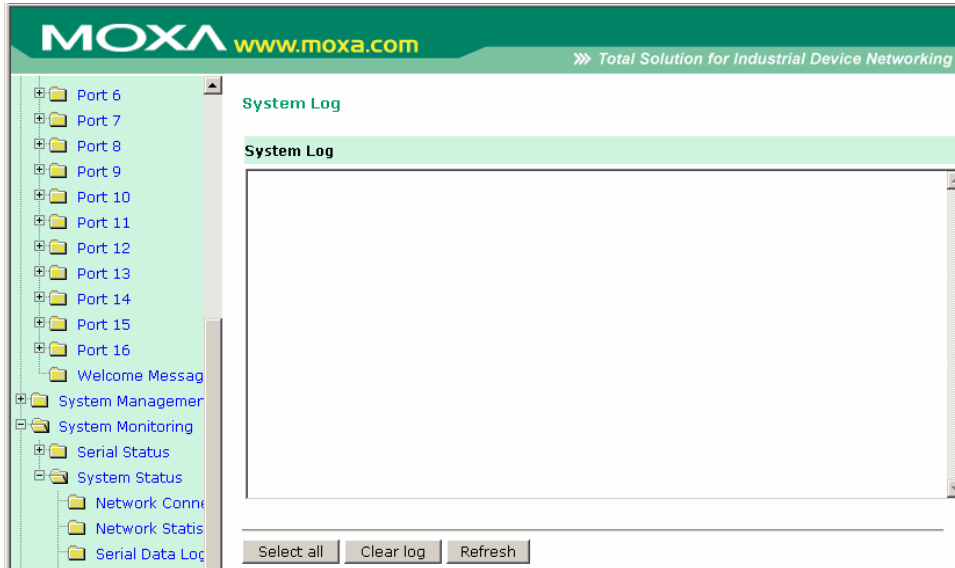 MOXA www.moxa.com
Total Solution for Industrial Device Networking
Port 6
Port 7
Port 8
Port 9
Port 10
Port 11
Port 12
Port 13
Port 14
Port 15
Port 16
Welcome Messag
System Managemer
System Monitoring
Serial Status
System Status
Network Conne
Network Statis
Serial Data Log
System Log
System Log
Select all
Clear log
Refresh